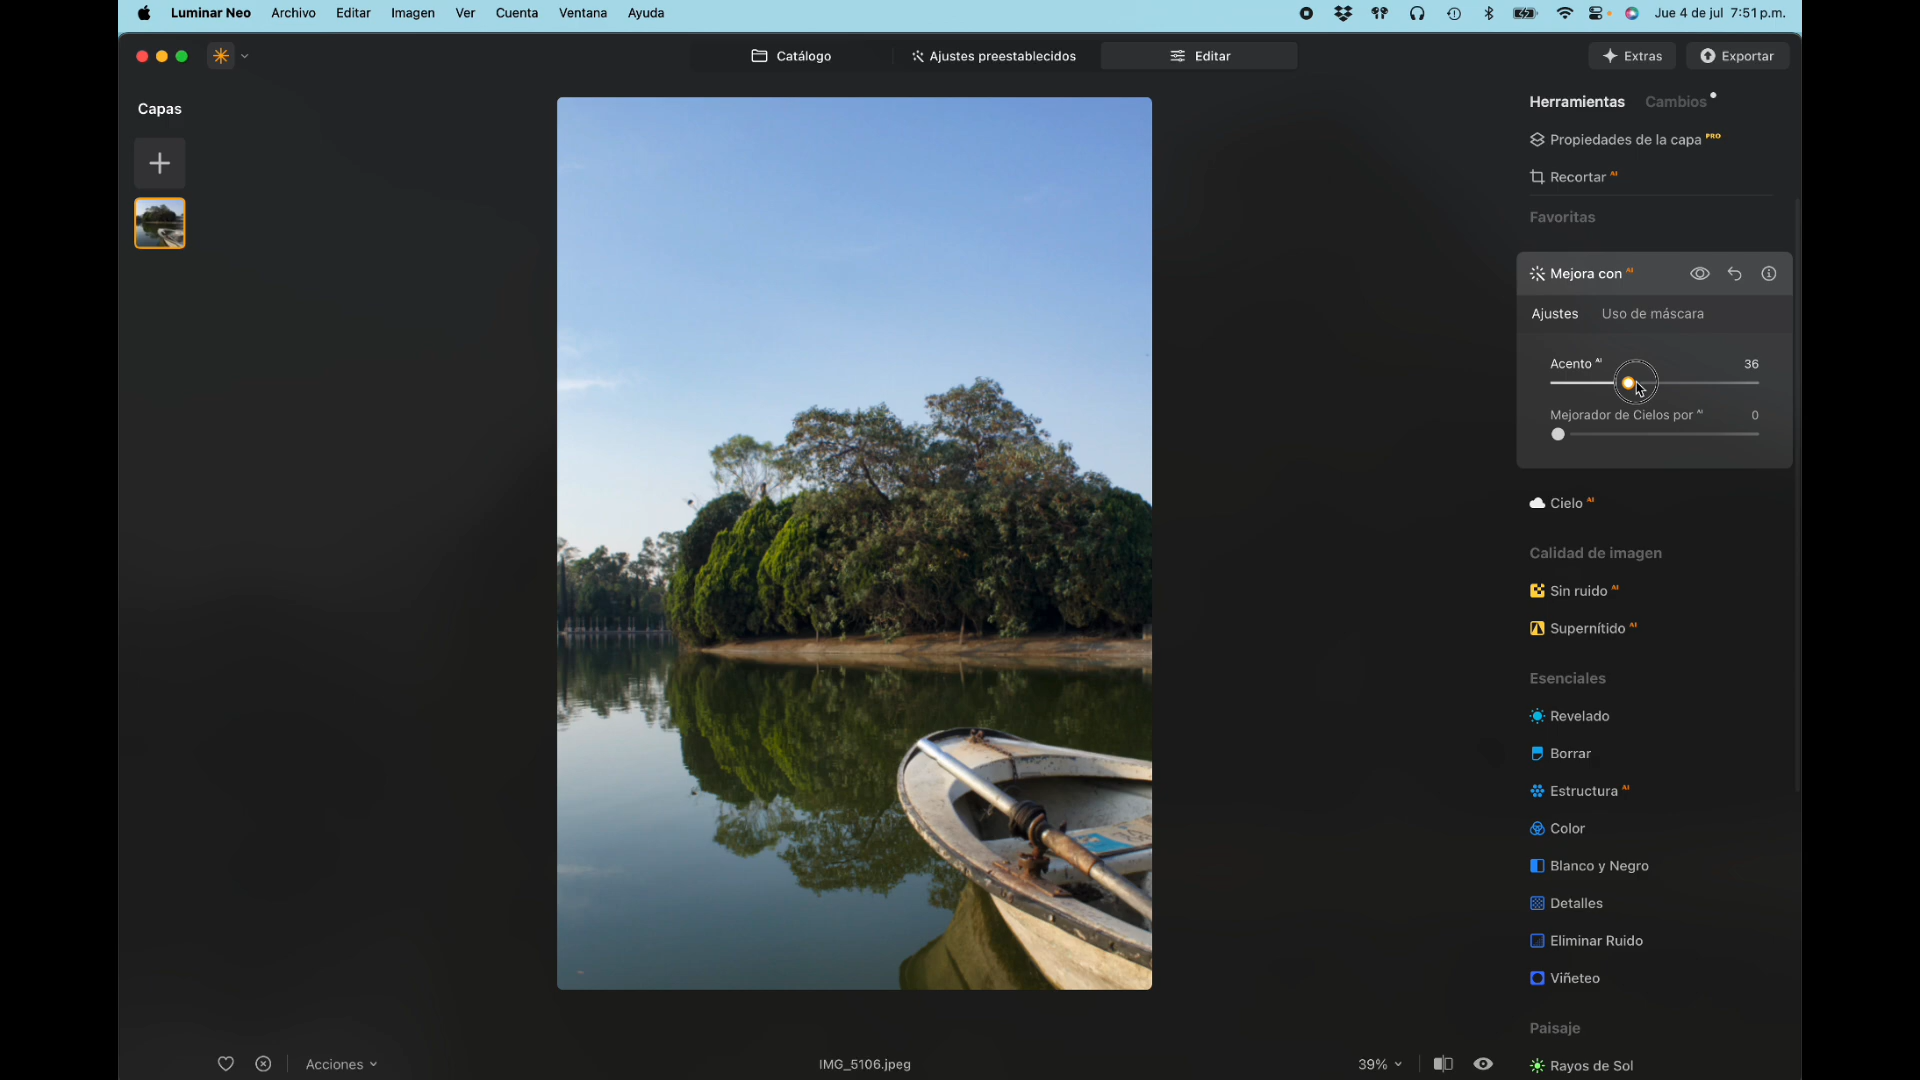 Luminar Neo Archivo Editar Imagen Ver Cuenta Ventana Ayuda Jue 4 de jul 7:51 p.m.
Catálogo Ajustes preestablecidos Editar Extras Exportar
Capas
Herramientas Cambios
Propiedades de la capa PRO
Recortar AI
Favoritas
Mejora con AI
Ajustes Uso de máscara
Acento AI 36
Mejorador de Cielos por AI 0
Cielo AI
Calidad de imagen
Sin ruido AI
Supernítido AI
Esenciales
Revelado
Borrar
Estructura AI
Color
Blanco y Negro
Detalles
Eliminar Ruido
Viñeteo
Paisaje
Rayos de Sol
Acciones IMG_5106.jpeg 39%